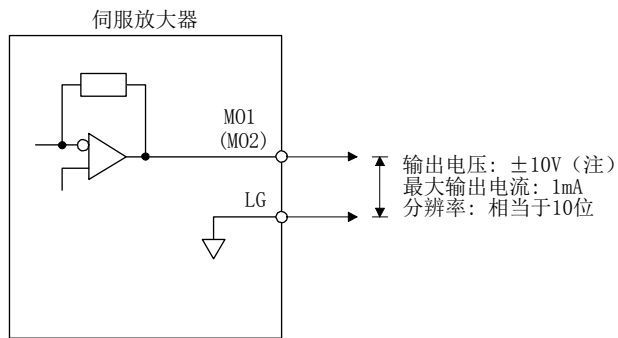 伺服放大器
MO1
(MO2)
LG
输出电压: ±10V（注）
最大输出电流: 1mA
分辨率: 相当于10位